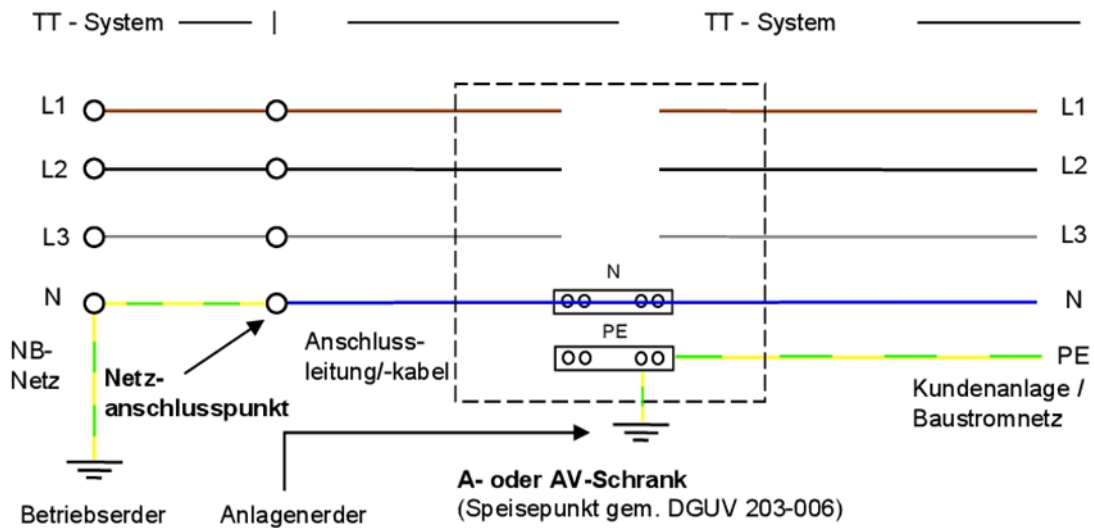 TT - System
TT - System
L1
L1
L2
L2
L3
L3
N
N
N
PE
PE
NB-
Netz
Netz-
anschlusspunkt
Anschluss-
leitung/-kabel
Kundenanlage /
Baustromnetz
A- oder AV-Schrank
(Speisepunkt gem. DGUV 203-006)
Betriebserder
Anlagenerder